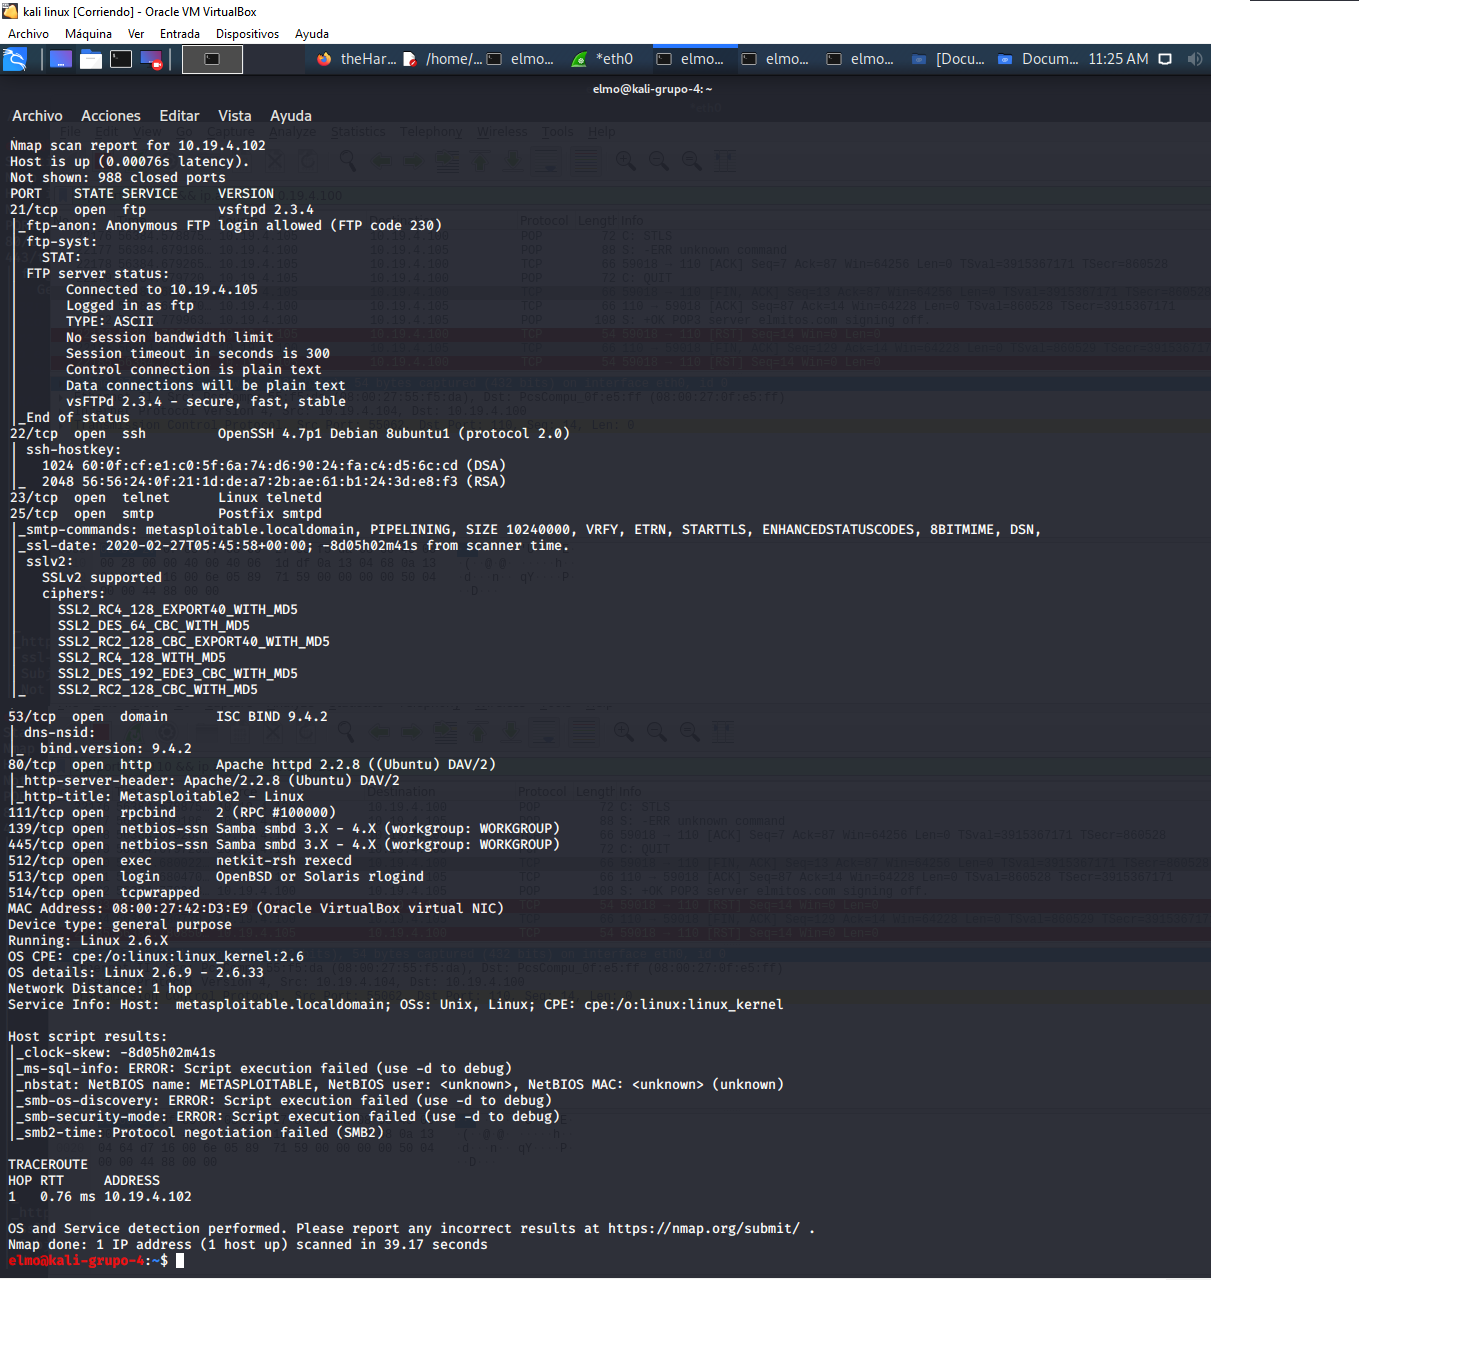 kali linux [Corriendo] - Oracle VM VirtualBox
Archivo Máquina Ver Entrada Dispositivos Ayuda
theHar... /home/... elmo... *eth0 elmo... elmo... elmo... [Docu... Docum... 11:25 AM
elmo@kali-grupo-4: ~
Archivo Acciones Editar Vista Ayuda
File Edit View Go Capture Analyze Statistics Telephony Wireless Tools Help
Nmap scan report for 10.19.4.102
Host is up (0.00076s latency).
Not shown: 988 closed ports
PORT STATE SERVICE VERSION
21/tcp open ftp vsftpd 2.3.4
|_ftp-anon: Anonymous FTP login allowed (FTP code 230)
| ftp-syst:
|   STAT:
| FTP server status:
|      Connected to 10.19.4.105
|      Logged in as ftp
|      TYPE: ASCII
|      No session bandwidth limit
|      Session timeout in seconds is 300
|      Control connection is plain text
|      Data connections will be plain text
|      vsFTPd 2.3.4 - secure, fast, stable
|_End of status
22/tcp open ssh OpenSSH 4.7p1 Debian 8ubuntu1 (protocol 2.0)
| ssh-hostkey:
|   1024 60:0f:cf:e1:c0:5f:6a:74:d6:90:24:fa:c4:d5:6c:cd (DSA)
|_  2048 56:56:24:0f:21:1d:de:a7:2b:ae:61:b1:24:3d:e8:f3 (RSA)
23/tcp open telnet Linux telnetd
25/tcp open smtp Postfix smtpd
|_smtp-commands: metasploitable.localdomain, PIPELINING, SIZE 10240000, VRFY, ETRN, STARTTLS, ENHANCEDSTATUSCODES, 8BITMIME, DSN,
|_ssl-date: 2020-02-27T05:45:58+00:00; -8d05h02m41s from scanner time.
| sslv2:
|   SSLv2 supported
|   ciphers:
|     SSL2_RC4_128_EXPORT40_WITH_MD5
|     SSL2_DES_64_CBC_WITH_MD5
|     SSL2_RC2_128_CBC_EXPORT40_WITH_MD5
|     SSL2_RC4_128_WITH_MD5
|     SSL2_DES_192_EDE3_CBC_WITH_MD5
|_    SSL2_RC2_128_CBC_WITH_MD5
53/tcp open domain ISC BIND 9.4.2
| dns-nsid:
|_  bind.version: 9.4.2
80/tcp open http Apache httpd 2.2.8 ((Ubuntu) DAV/2)
|_http-server-header: Apache/2.2.8 (Ubuntu) DAV/2
|_http-title: Metasploitable2 - Linux
111/tcp open rpcbind 2 (RPC #100000)
139/tcp open netbios-ssn Samba smbd 3.X - 4.X (workgroup: WORKGROUP)
445/tcp open netbios-ssn Samba smbd 3.X - 4.X (workgroup: WORKGROUP)
512/tcp open exec netkit-rsh rexecd
513/tcp open login OpenBSD or Solaris rlogind
514/tcp open tcpwrapped
MAC Address: 08:00:27:42:D3:E9 (Oracle VirtualBox virtual NIC)
Device type: general purpose
Running: Linux 2.6.X
OS CPE: cpe:/o:linux:linux_kernel:2.6
OS details: Linux 2.6.9 - 2.6.33
Network Distance: 1 hop
Service Info: Host:  metasploitable.localdomain; OSs: Unix, Linux; CPE: cpe:/o:linux:linux_kernel
Host script results:
|_clock-skew: -8d05h02m41s
|_ms-sql-info: ERROR: Script execution failed (use -d to debug)
|_nbstat: NetBIOS name: METASPLOITABLE, NetBIOS user: <unknown>, NetBIOS MAC: <unknown> (unknown)
|_smb-os-discovery: ERROR: Script execution failed (use -d to debug)
|_smb-security-mode: ERROR: Script execution failed (use -d to debug)
|_smb2-time: Protocol negotiation failed (SMB2)
TRACEROUTE
HOP RTT ADDRESS
1 0.76 ms 10.19.4.102
OS and Service detection performed. Please report any incorrect results at https://nmap.org/submit/ .
Nmap done: 1 IP address (1 host up) scanned in 39.17 seconds
elmo@kali-grupo-4:~$